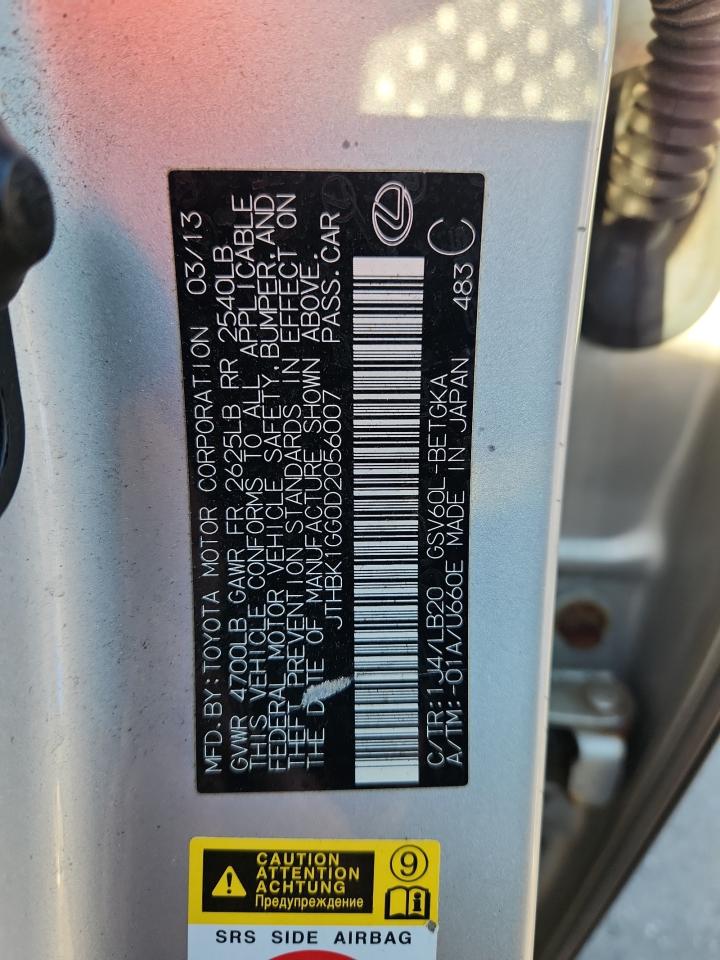 MFD.BY:TOYOTA MOTOR CORPORATION 03/13
GVWR 4700LB GAWR FR 2625LB RR 2540LB
THIS VEHICLE CONFORMS TO ALL APPLICABLE
FEDERAL MOTOR VEHICLE SAFETY,BUMPER,AND
THEFT PREVENTION STANDARDS IN EFFECT ON
THE DATE OF MANUFACTURE SHOWN ABOVE.
JTHBK1GG0D2056007 PASS.CAR
C/TR:1J4/LB20 GSV60L-BETGKA 483 C
A/TM:-01A/U660E MADE IN JAPAN
CAUTION
ATTENTION
ACHTUNG
Предупреждение
9
i
SRS SIDE AIRBAG